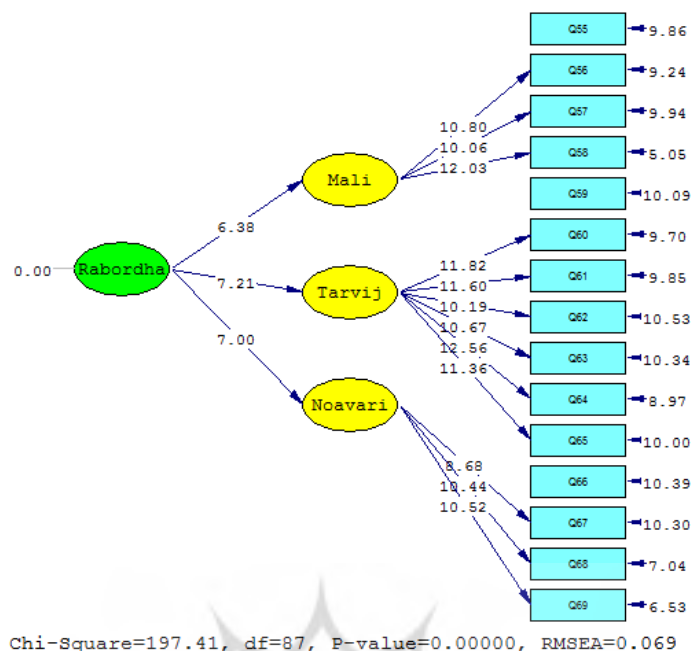 Q55 9.86
Q56 9.24
Q57 9.94
Q58 5.05
Q59 10.09
Q60 9.70
Q61 9.85
Q62 10.53
Q63 10.34
Q64 8.97
Q65 10.00
Q66 10.39
Q67 10.30
Q68 7.04
Q69 6.53
10.80
10.06
12.03
Mali
6.38
11.82
11.60
10.19
10.67
12.56
11.36
0.00 Rabordha
7.21
Tarvij
7.00
Noavari
8.68
10.44
10.52
Chi-Square=197.41, df=87, P-value=0.00000, RMSEA=0.069